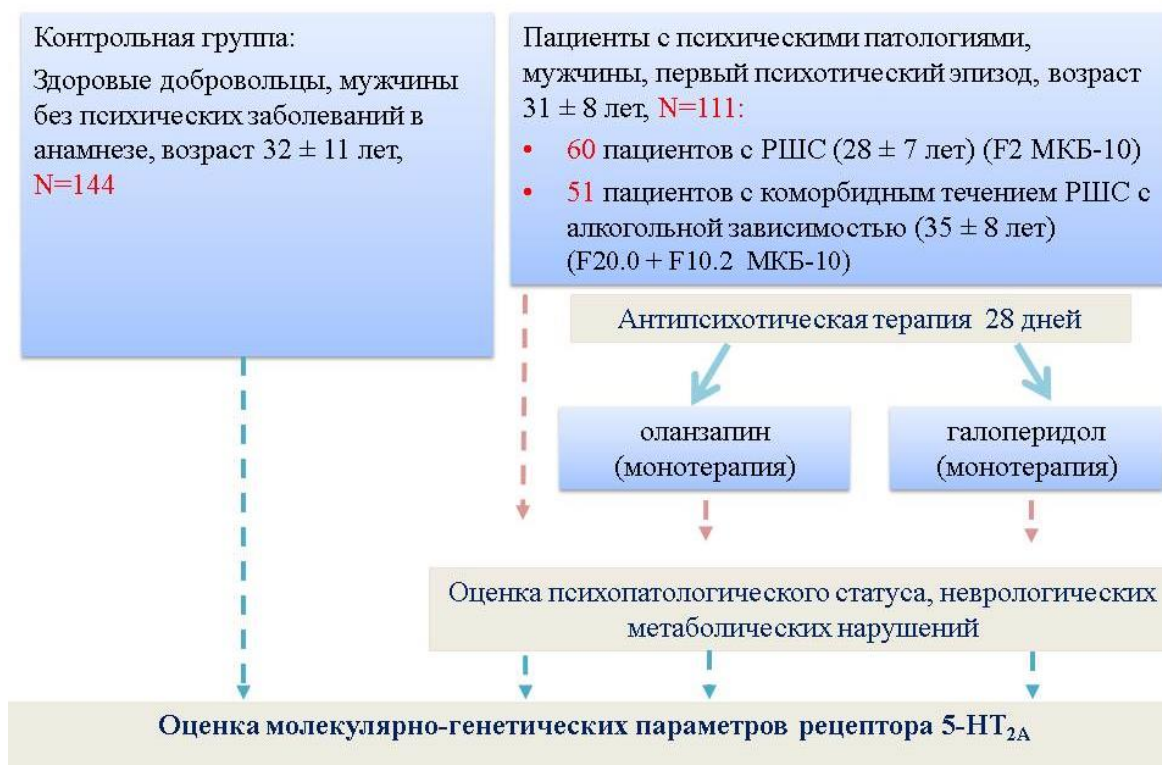 Контрольная группа:
Здоровые добровольцы, мужчины
без психических заболеваний в
анамнезе, возраст 32 ± 11 лет,
N=144
Пациенты с психическими патологиями,
мужчины, первый психотический эпизод, возраст
31 ± 8 лет, N=111:
• 60 пациентов с РШС (28 ± 7 лет) (F2 МКБ-10)
• 51 пациентов с коморбидным течением РШС с
алкогольной зависимостью (35 ± 8 лет)
(F20.0 + F10.2 МКБ-10)
Антипсихотическая терапия 28 дней
оланзапин
(монотерапия)
галоперидол
(монотерапия)
Оценка психопатологического статуса, неврологических
метаболических нарушений
Оценка молекулярно-генетических параметров рецептора 5-HT2A